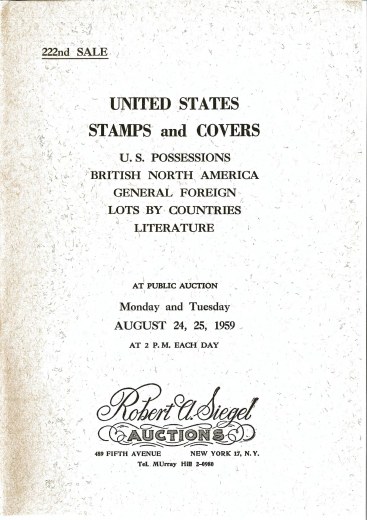 222nd SALE
UNITED STATES
STAMPS and COVERS
U. S. POSSESSIONS
BRITISH NORTH AMERICA
GENERAL FOREIGN
LOTS BY COUNTRIES
LITERATURE
AT PUBLIC AUCTION
Monday and Tuesday
AUGUST 24, 25, 1959
AT 2 P. M. EACH DAY
Robert A. Siegel
AUCTIONS
489 FIFTH AVENUE NEW YORK 17, N. Y.
Tel. MUrray Hill 2-0980